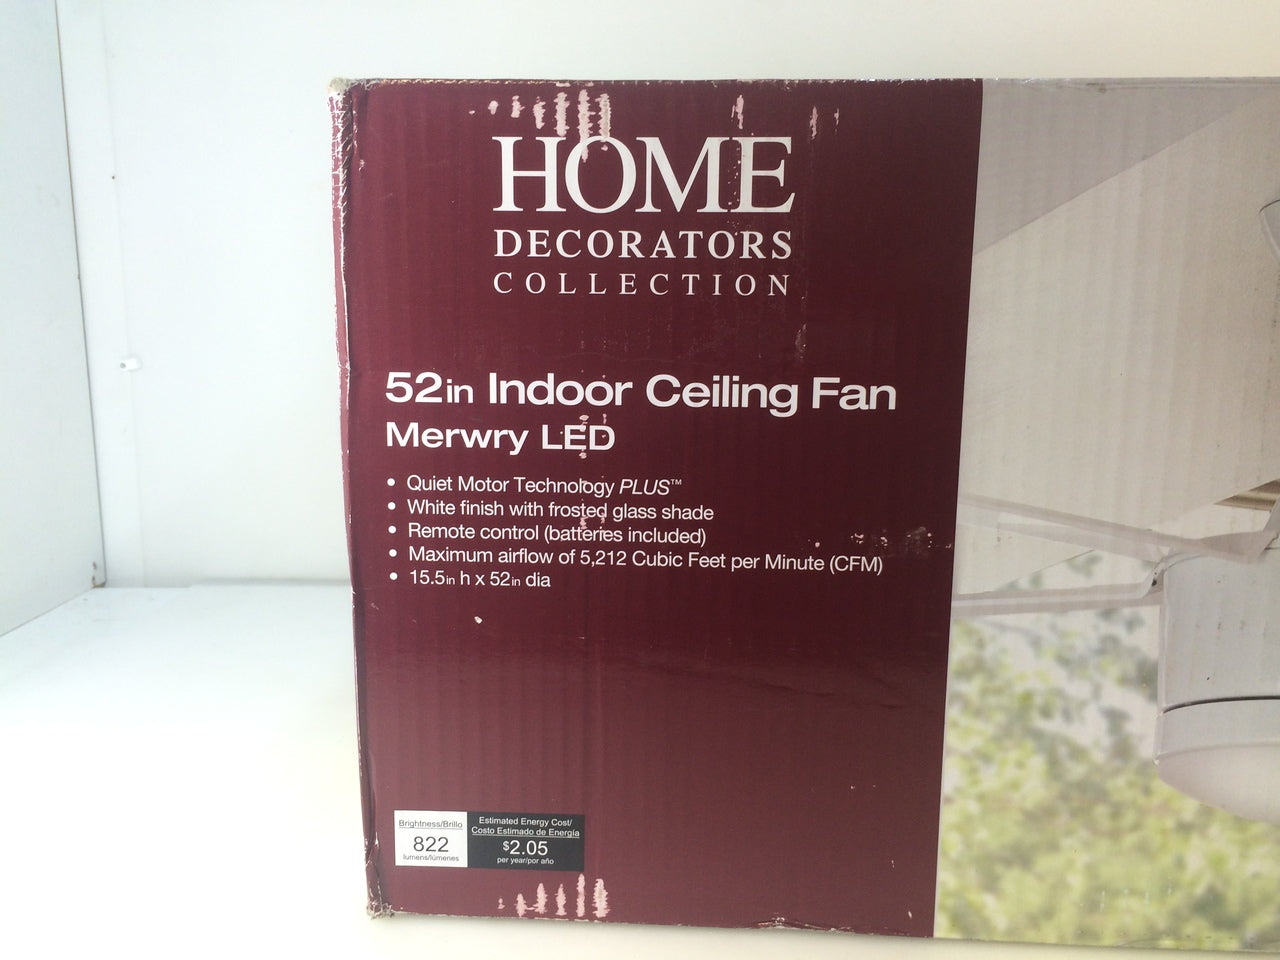 HOME
DECORATORS
COLLECTION
52in Indoor Ceiling Fan
Merwry LED
• Quiet Motor Technology PLUS™
• White finish with frosted glass shade
• Remote control (batteries included)
• Maximum airflow of 5,212 Cubic Feet per Minute (CFM)
• 15.5in h x 52in dia
Brightness/Brillo
822
lumens/lúmenes
Estimated Energy Cost/
Costo Estimado de Energía
$2.05
per year/por año